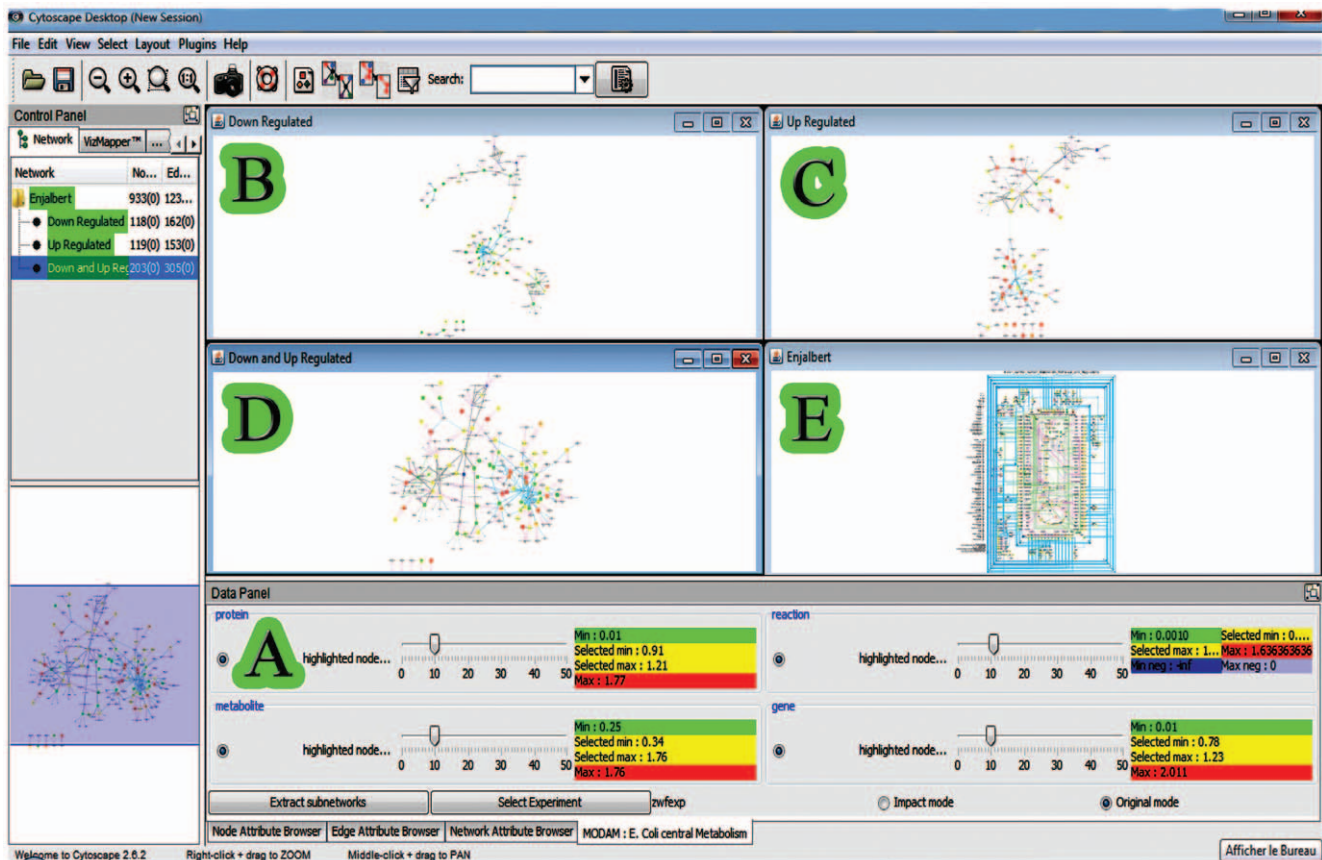 Cytoscape Desktop (New Session)
File Edit View Select Layout Plugins Help
Search:
Control Panel
Network VizMapper™ ...
Network No... Ed...
Enjalbert 933(0) 123...
Down Regulated 118(0) 162(0)
Up Regulated 119(0) 153(0)
Down and Up Reg 203(0) 305(0)
Down Regulated
B
Up Regulated
C
Down and Up Regulated
D
Enjalbert
E
Data Panel
protein
A
highlighted node...
0 10 20 30 40 50
Min : 0.01
Selected min : 0.91
Selected max : 1.21
Max : 1.77
reaction
highlighted node...
0 10 20 30 40 50
Min : 0.0010 Selected min : 0....
Selected max : 1... Max : 1.636363636
Min neg : -inf Max neg : 0
metabolite
highlighted node...
0 10 20 30 40 50
Min : 0.25
Selected min : 0.34
Selected max : 1.76
Max : 1.76
gene
highlighted node...
0 10 20 30 40 50
Min : 0.01
Selected min : 0.78
Selected max : 1.23
Max : 2.011
Extract subnetworks Select Experiment zwfexp Impact mode Original mode
Node Attribute Browser Edge Attribute Browser Network Attribute Browser MODAM : E. Coli central Metabolism
Welcome to Cytoscape 2.6.2 Right-click + drag to ZOOM Middle-click + drag to PAN
Afficher le Bureau